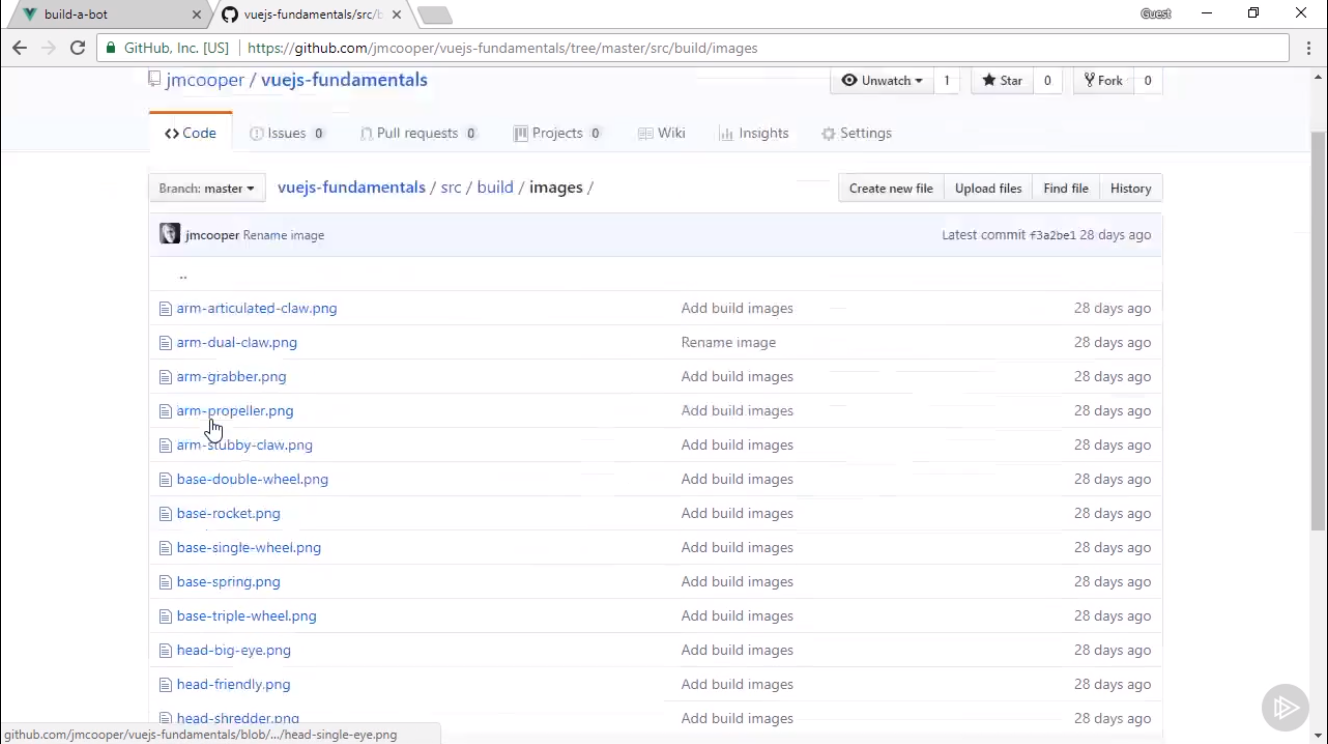 build-a-bot
vuejs-fundamentals/src/b
Guest
GitHub, Inc. [US] https://github.com/jmcooper/vuejs-fundamentals/tree/master/src/build/images
jmcooper / vuejs-fundamentals
Unwatch 1 Star 0 Fork 0
Code Issues 0 Pull requests 0 Projects 0 Wiki Insights Settings
Branch: master vuejs-fundamentals / src / build / images / Create new file Upload files Find file History
jmcooper Rename image Latest commit f3a2be1 28 days ago
..
arm-articulated-claw.png Add build images 28 days ago
arm-dual-claw.png Rename image 28 days ago
arm-grabber.png Add build images 28 days ago
arm-propeller.png Add build images 28 days ago
arm-stubby-claw.png Add build images 28 days ago
base-double-wheel.png Add build images 28 days ago
base-rocket.png Add build images 28 days ago
base-single-wheel.png Add build images 28 days ago
base-spring.png Add build images 28 days ago
base-triple-wheel.png Add build images 28 days ago
head-big-eye.png Add build images 28 days ago
head-friendly.png Add build images 28 days ago
head-shredder.png Add build images 28 days ago
github.com/jmcooper/vuejs-fundamentals/blob/.../head-single-eye.png